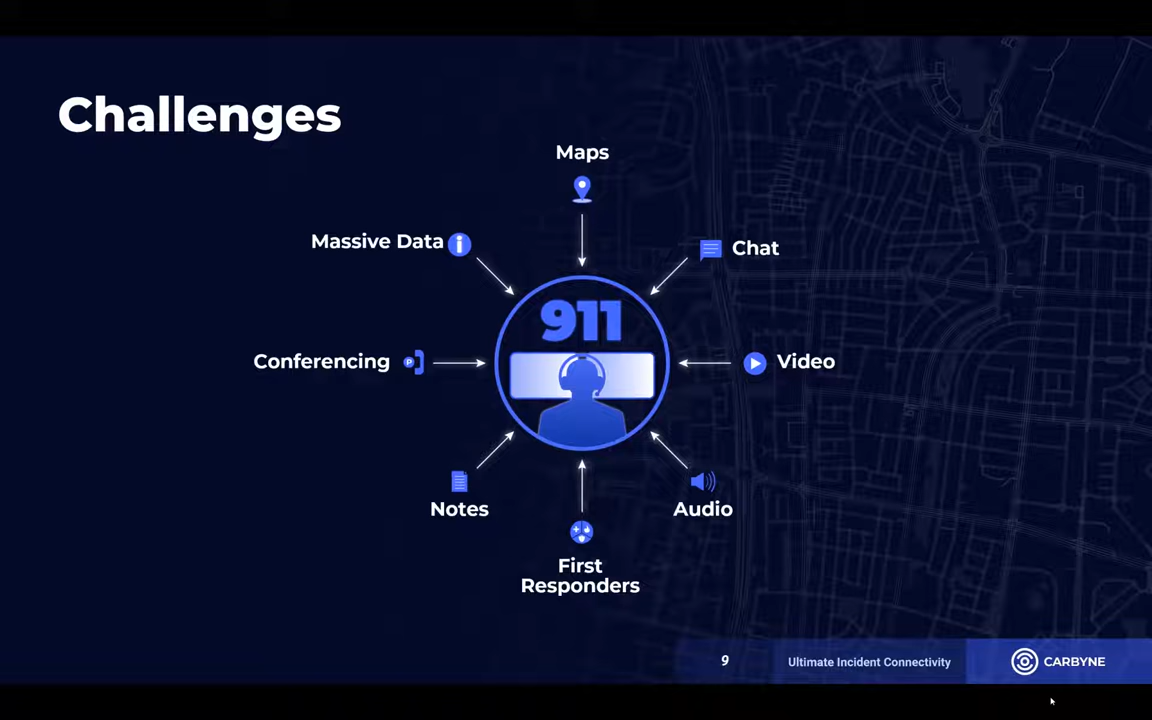 Challenges
Maps
Massive Data
Chat
911
Conferencing
Video
Notes
Audio
First
Responders
9
Ultimate Incident Connectivity
CARBYNE